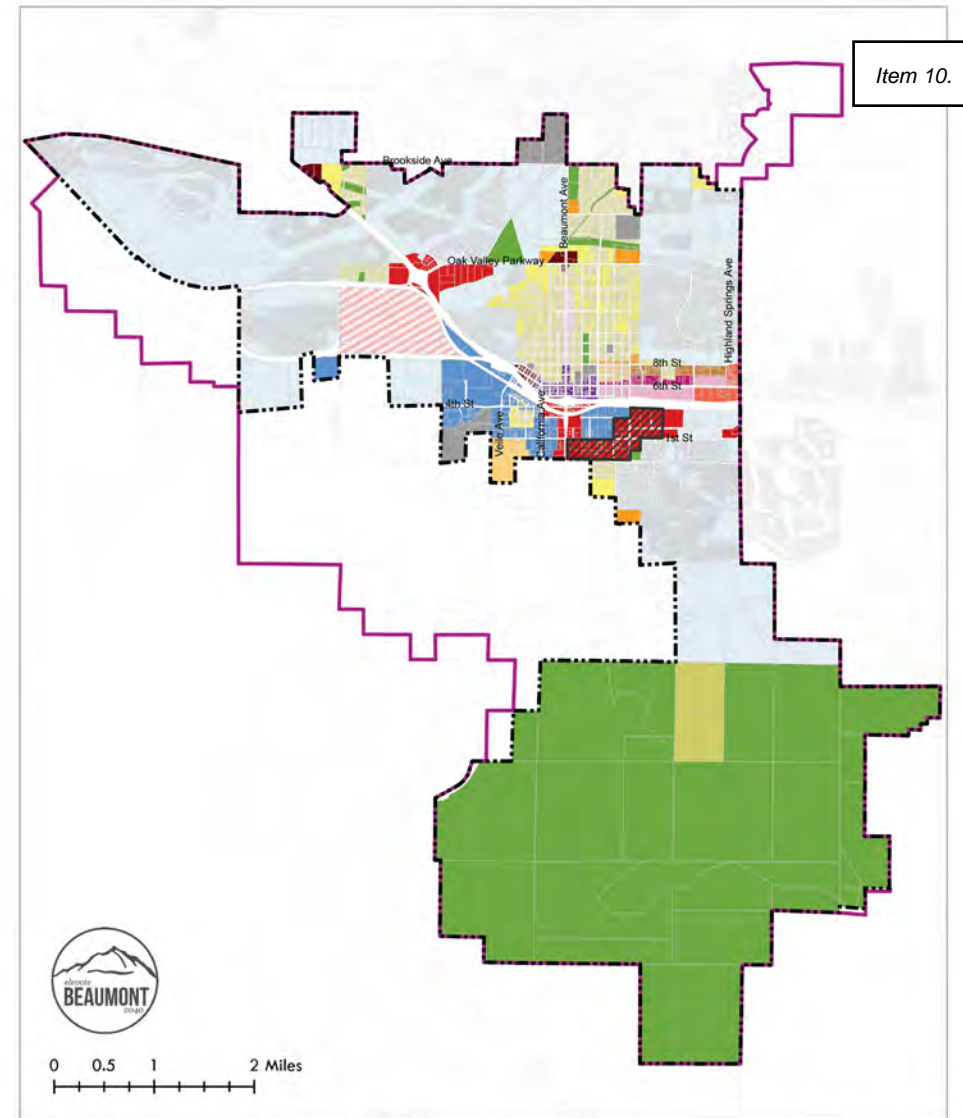 Item 10.
Brookside Ave
Beaumont Ave
Oak Valley Parkway
Highland Springs Ave
8th St
6th St
4th St
California Ave
Veile Ave
1st St
elevate
BEAUMONT
2040
0 0.5 1 2 Miles